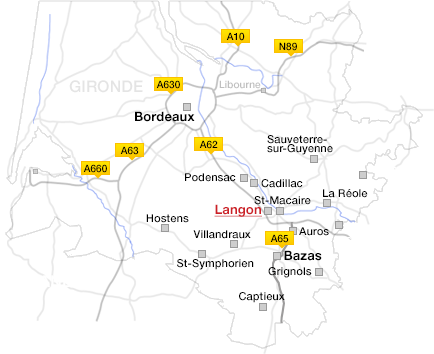 A10
N89
GIRONDE
A630
Libourne
Bordeaux
A63
A62
Sauveterre-
sur-Guyenne
A660
Podensac
Cadillac
La Réole
St-Macaire
Langon
Hostens
Villandraux
A65
Auros
St-Symphorien
Bazas
Grignols
Captieux